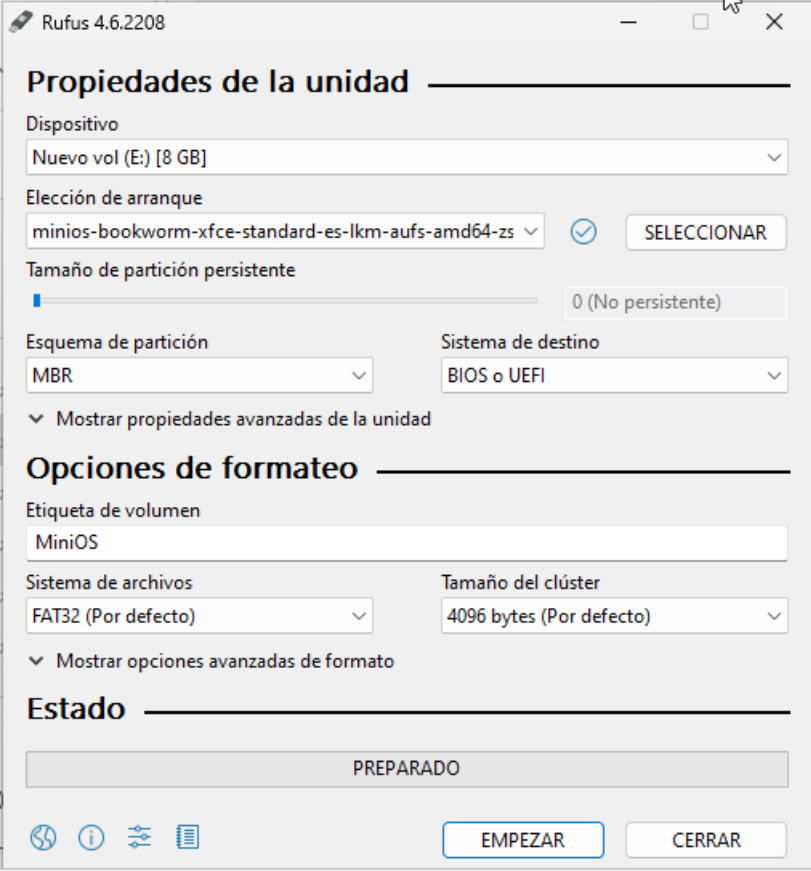 Rufus 4.6.2208
Propiedades de la unidad
Dispositivo
Nuevo vol (E:) [8 GB]
Elección de arranque
minios-bookworm-xfce-standard-es-lkm-aufs-amd64-zs
SELECCIONAR
Tamaño de partición persistente
0 (No persistente)
Esquema de partición
Sistema de destino
MBR
BIOS o UEFI
Mostrar propiedades avanzadas de la unidad
Opciones de formateo
Etiqueta de volumen
MiniOS
Sistema de archivos
Tamaño del clúster
FAT32 (Por defecto)
4096 bytes (Por defecto)
Mostrar opciones avanzadas de formato
Estado
PREPARADO
EMPEZAR
CERRAR